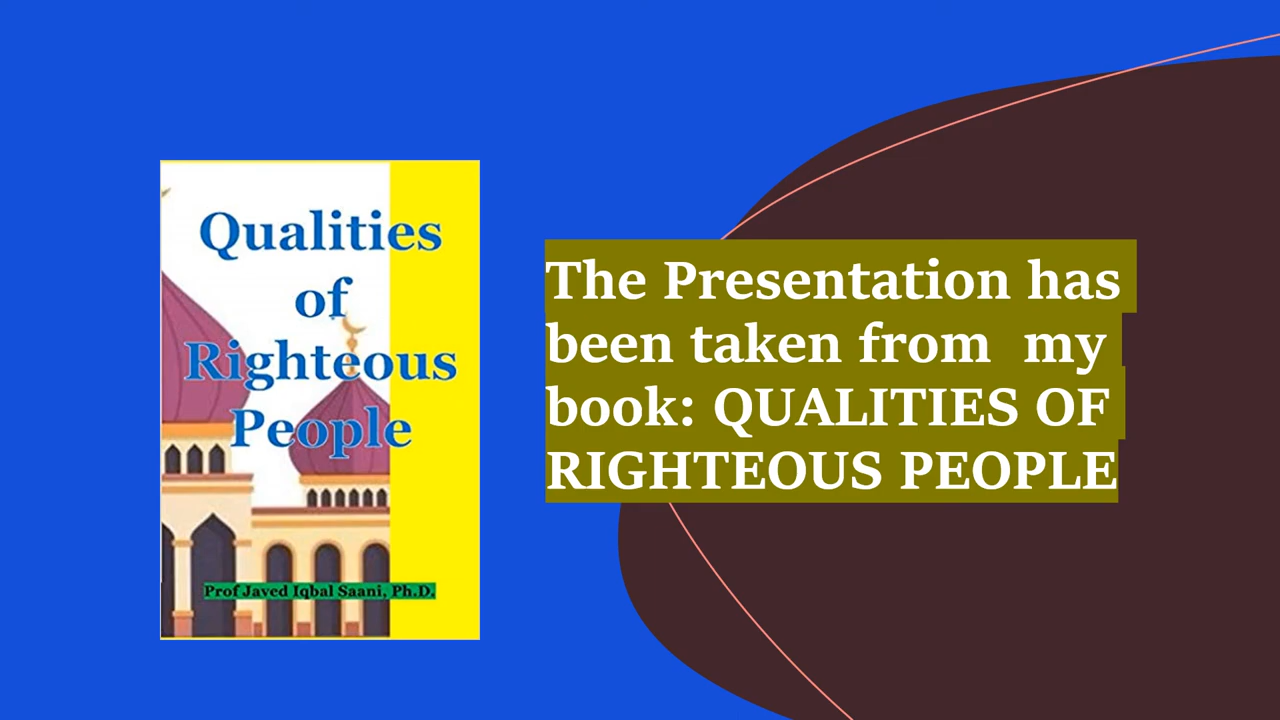 Qualities
of
Righteous
People
Prof Javed Iqbal Saani, Ph.D.
The Presentation has
been taken from  my
book: QUALITIES OF
RIGHTEOUS PEOPLE